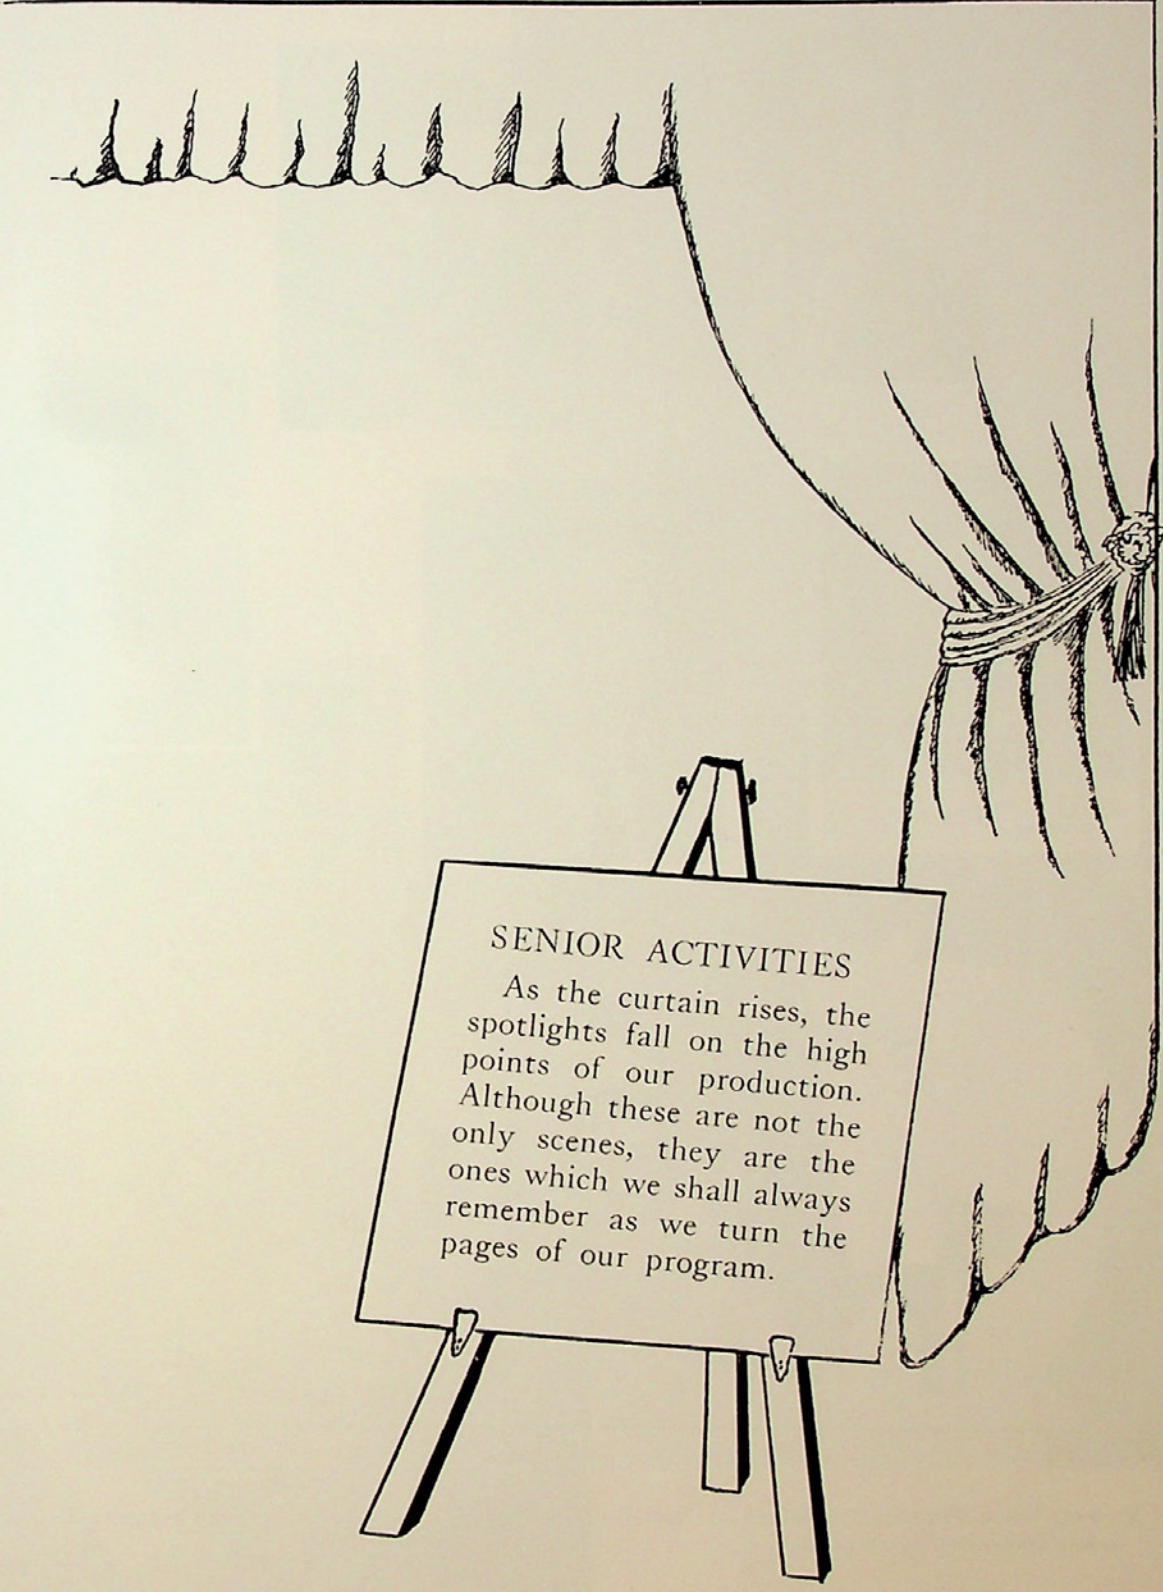 SENIOR ACTIVITIES
As the curtain rises, the
spotlights fall on the high
points of our production.
Although these are not the
only scenes, they are the
ones which we shall always
remember as we turn the
pages of our program.